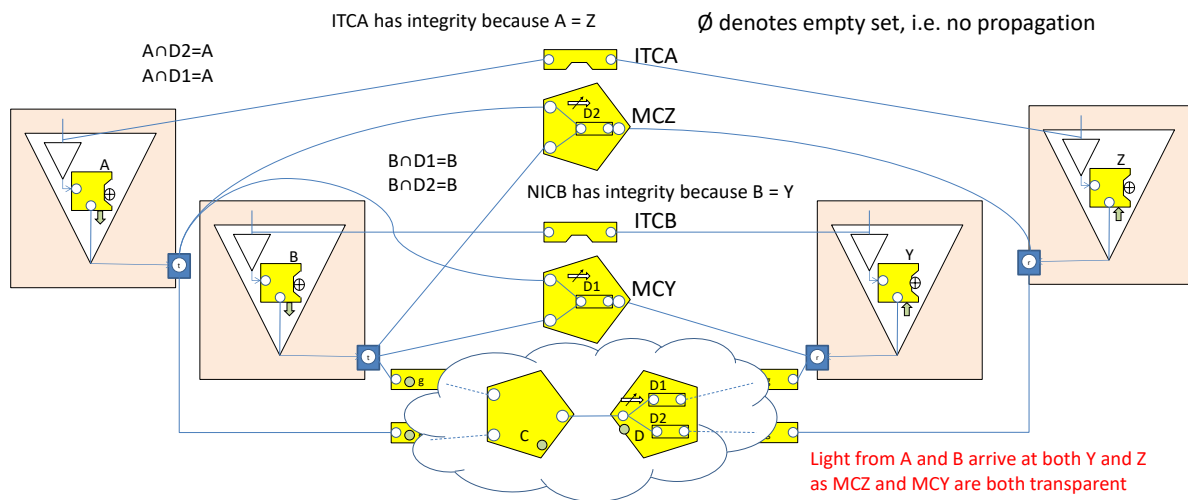 ITCA has integrity because A = Z
Ø denotes empty set, i.e. no propagation
A∩D2=A
A∩D1=A
ITCA
D2
MCZ
A
Z
B∩D1=B
B∩D2=B
NICB has integrity because B = Y
ITCB
t
B
Y
r
D1
MCY
t
r
g
D1
D2
C
D
Light from A and B arrive at both Y and Z
as MCZ and MCY are both transparent